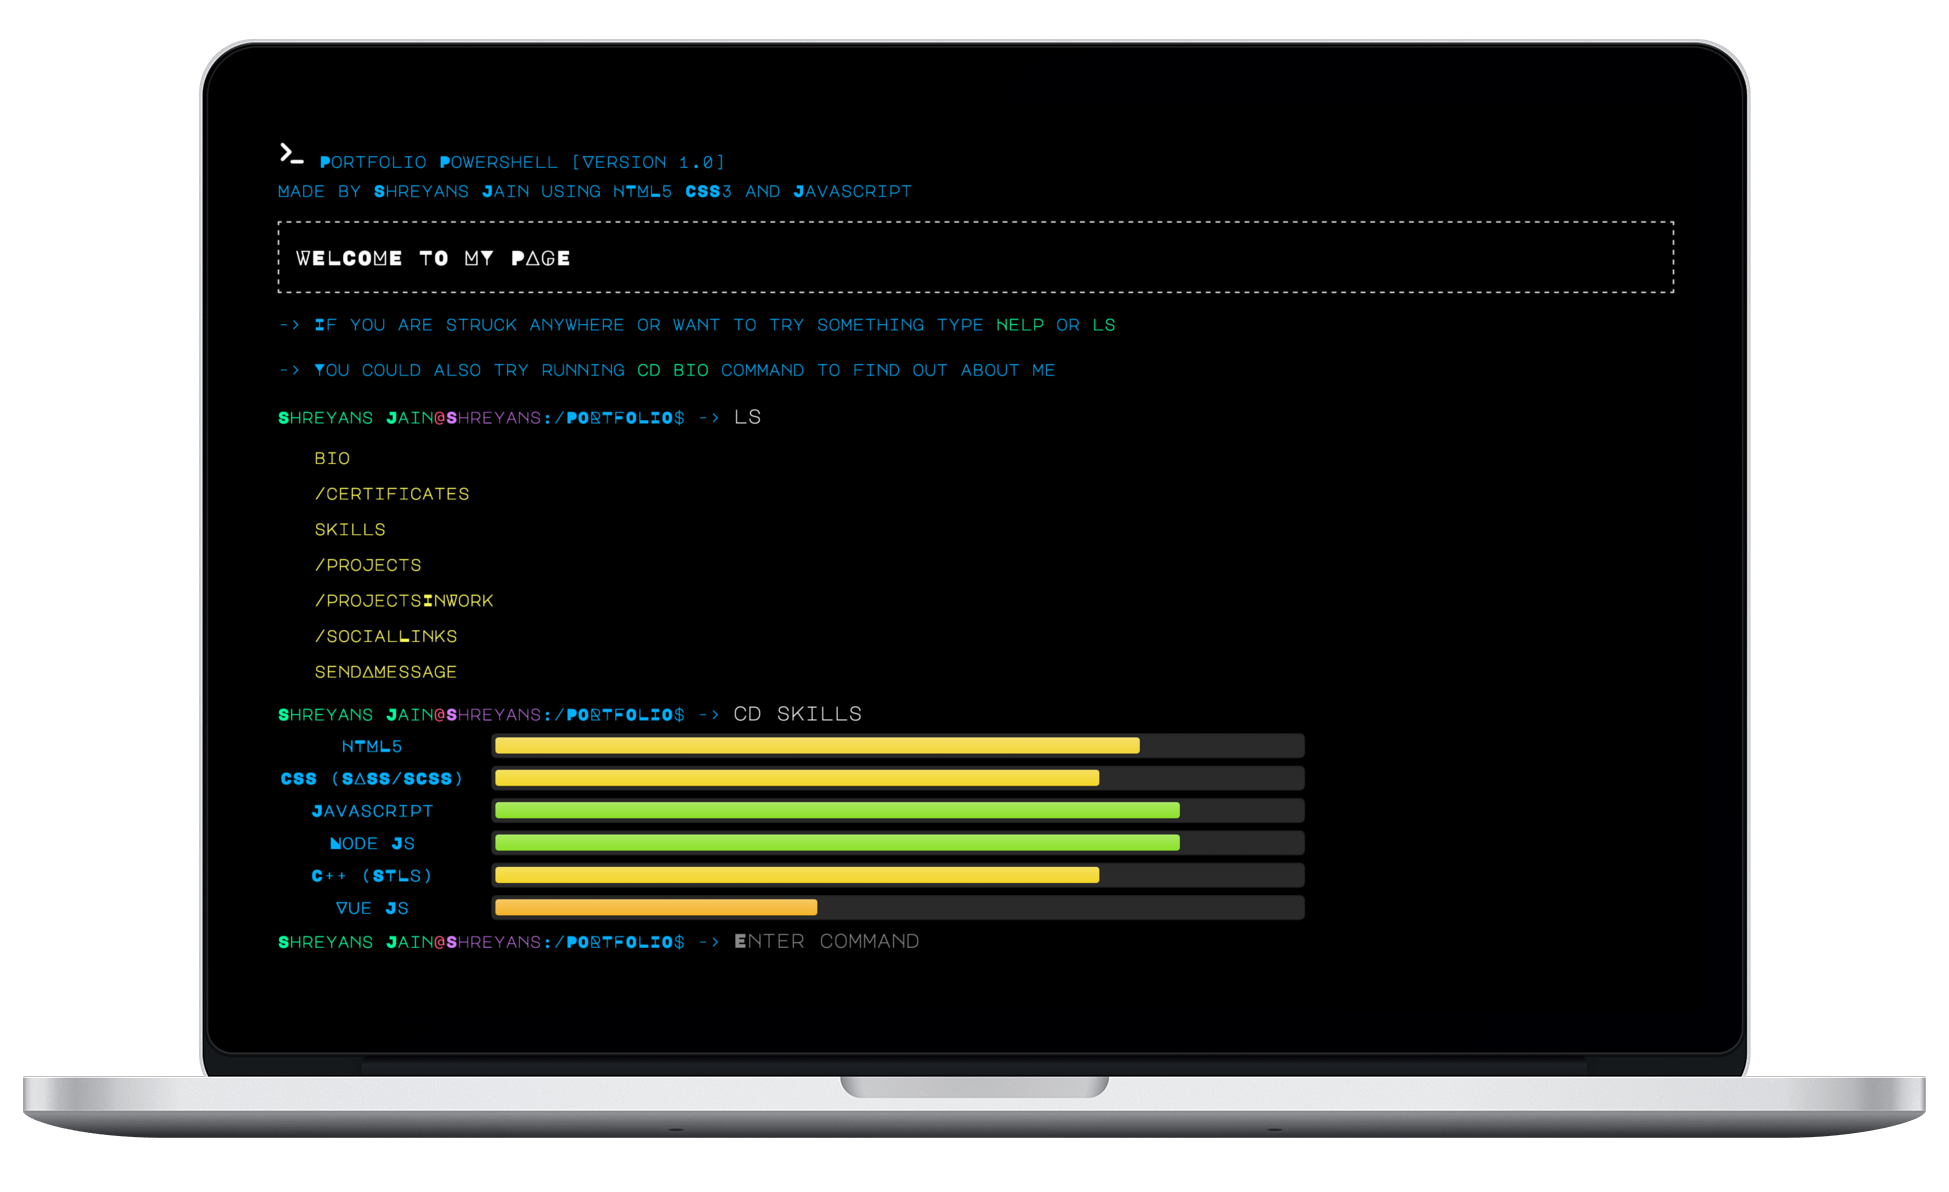 >_ PORTFOLIO POWERSHELL [VERSION 1.0]
MADE BY SHREYANS JAIN USING HTML5 CSS3 AND JAVASCRIPT
WELCOME TO MY PAGE
-> IF YOU ARE STRUCK ANYWHERE OR WANT TO TRY SOMETHING TYPE HELP OR LS
-> YOU COULD ALSO TRY RUNNING CD BIO COMMAND TO FIND OUT ABOUT ME
SHREYANS JAIN@SHREYANS:/PORTFOLIO$ -> LS
BIO
/CERTIFICATES
SKILLS
/PROJECTS
/PROJECTSINWORK
/SOCIALLINKS
SENDAMESSAGE
SHREYANS JAIN@SHREYANS:/PORTFOLIO$ -> CD SKILLS
HTML5
CSS (SASS/SCSS)
JAVASCRIPT
NODE JS
C++ (STLS)
VUE JS
SHREYANS JAIN@SHREYANS:/PORTFOLIO$ -> ENTER COMMAND